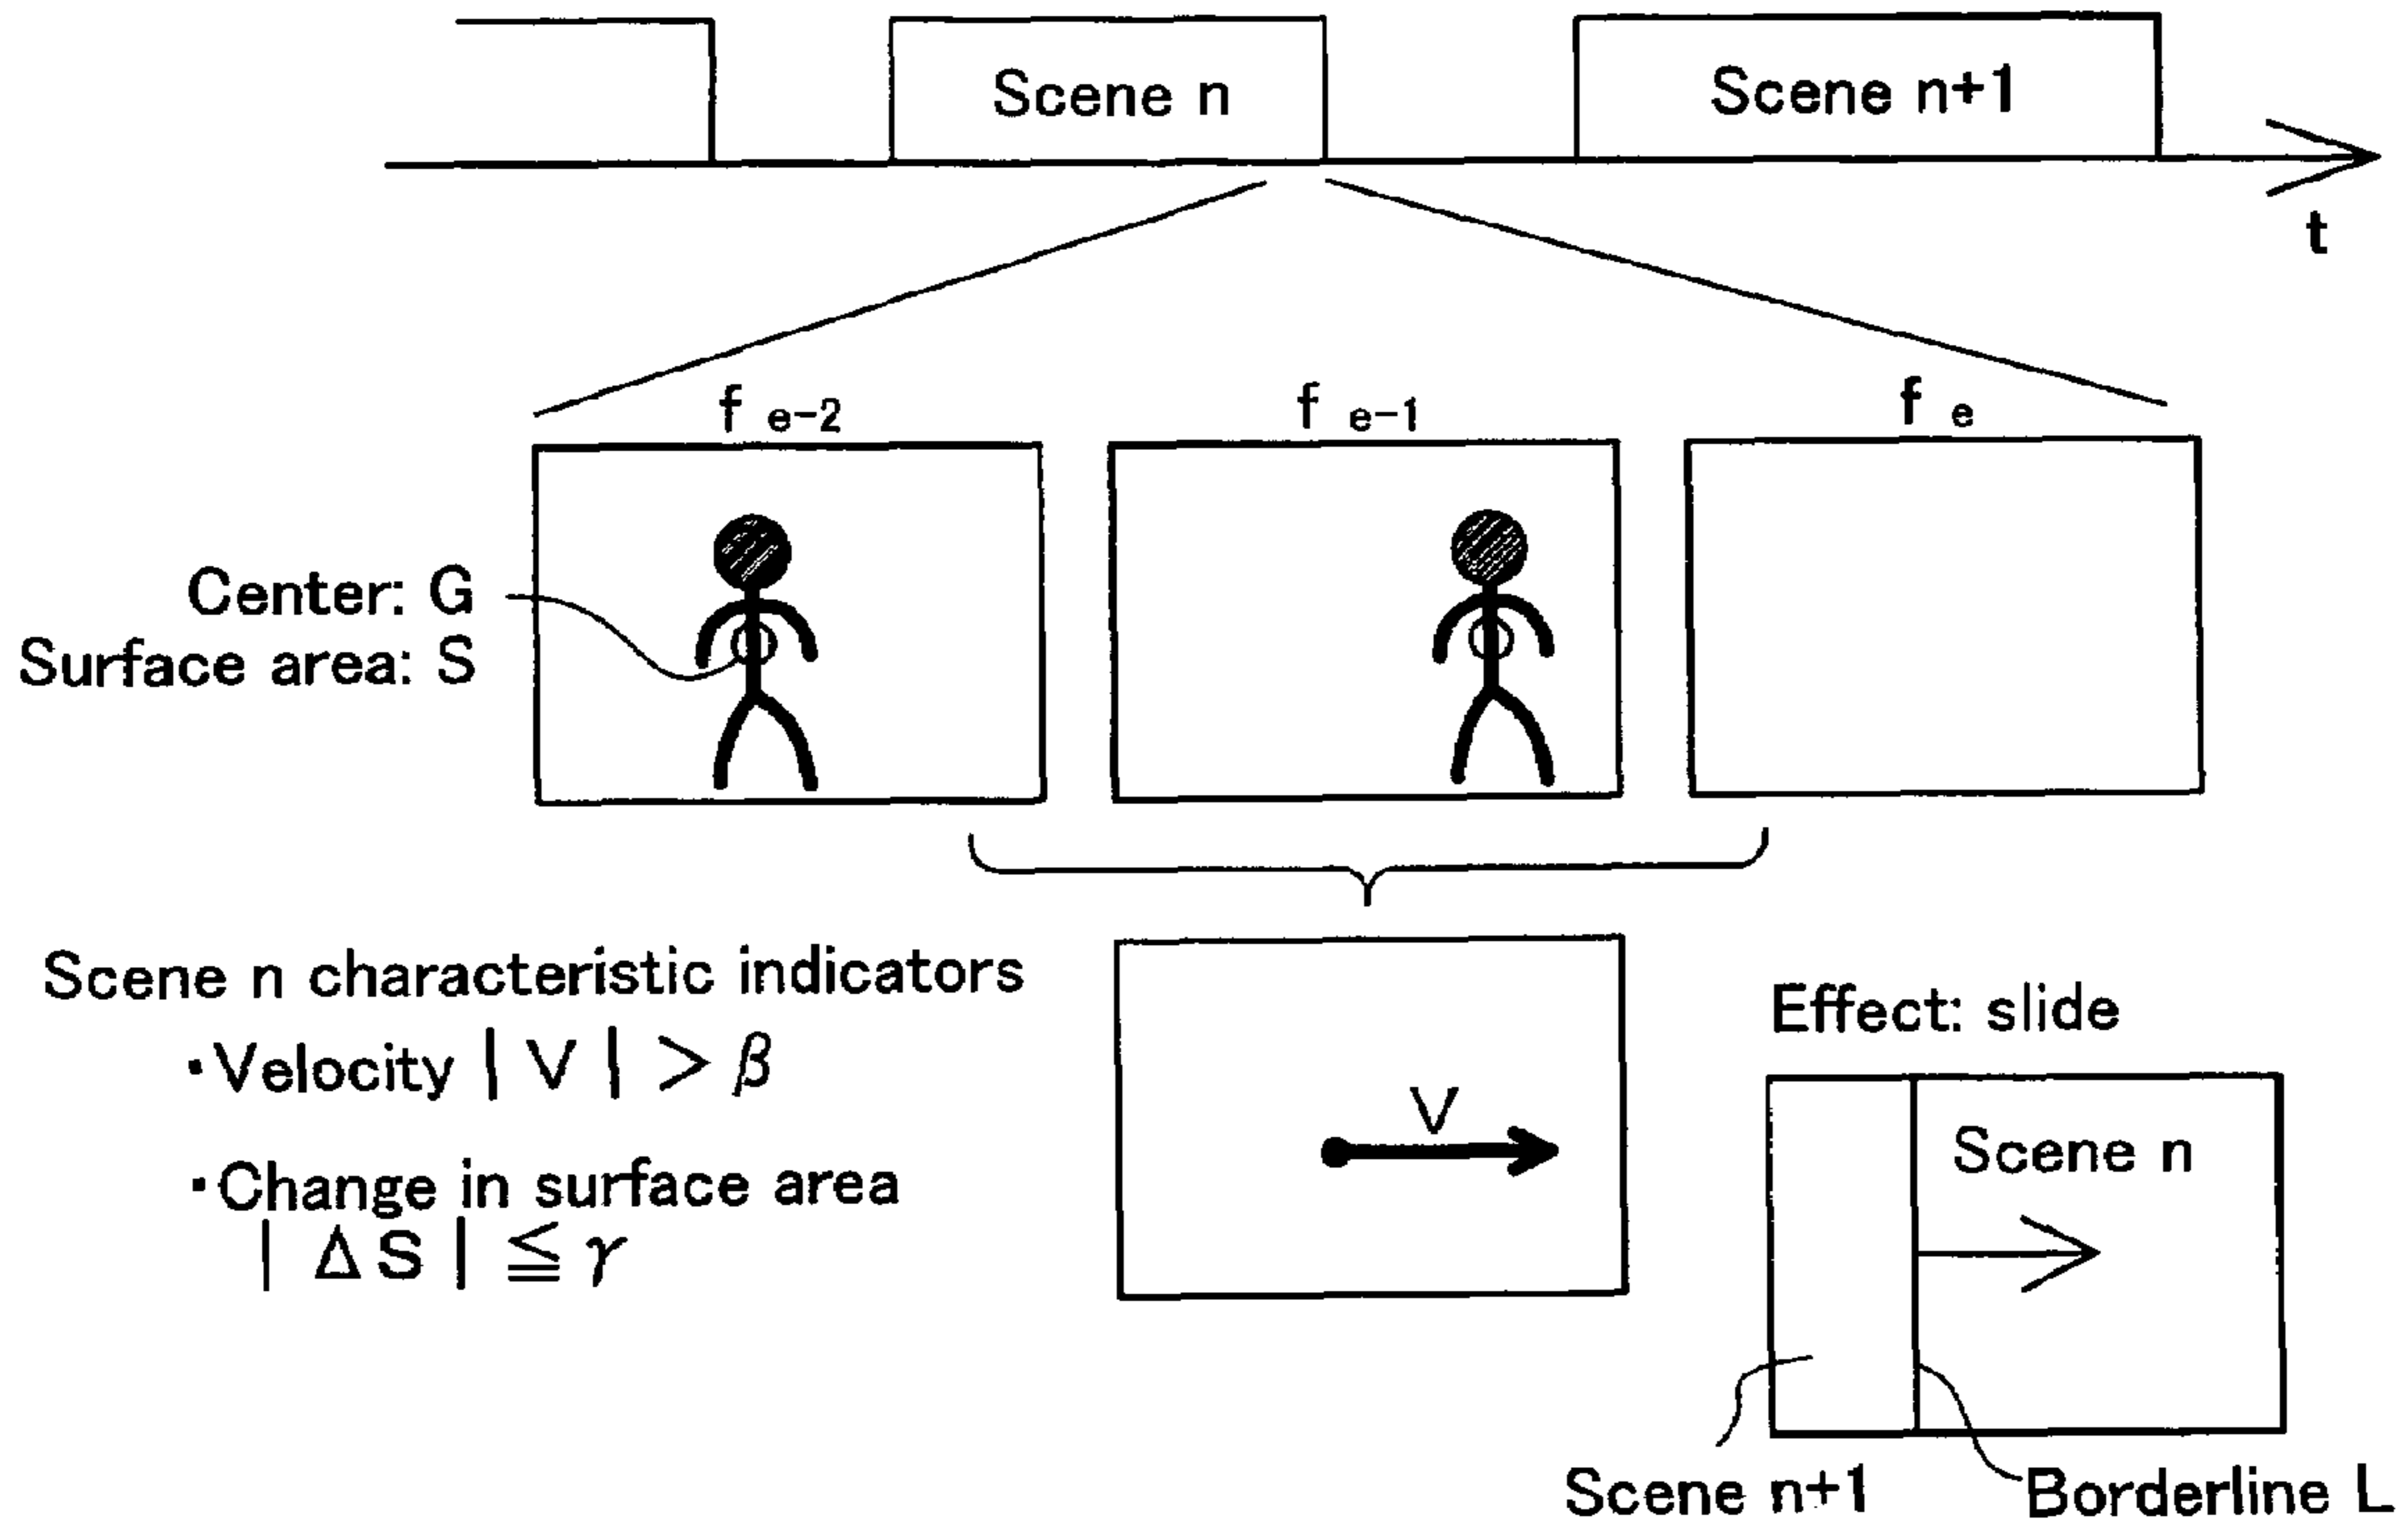 Scene n
Scene n+1
t
f e-2
f e-1
f e
Center: G
Surface area: S
Scene n characteristic indicators
・Velocity | V | > β
・Change in surface area
| Δ S | ≦ γ
V
Effect: slide
Scene n
Scene n+1
Borderline L